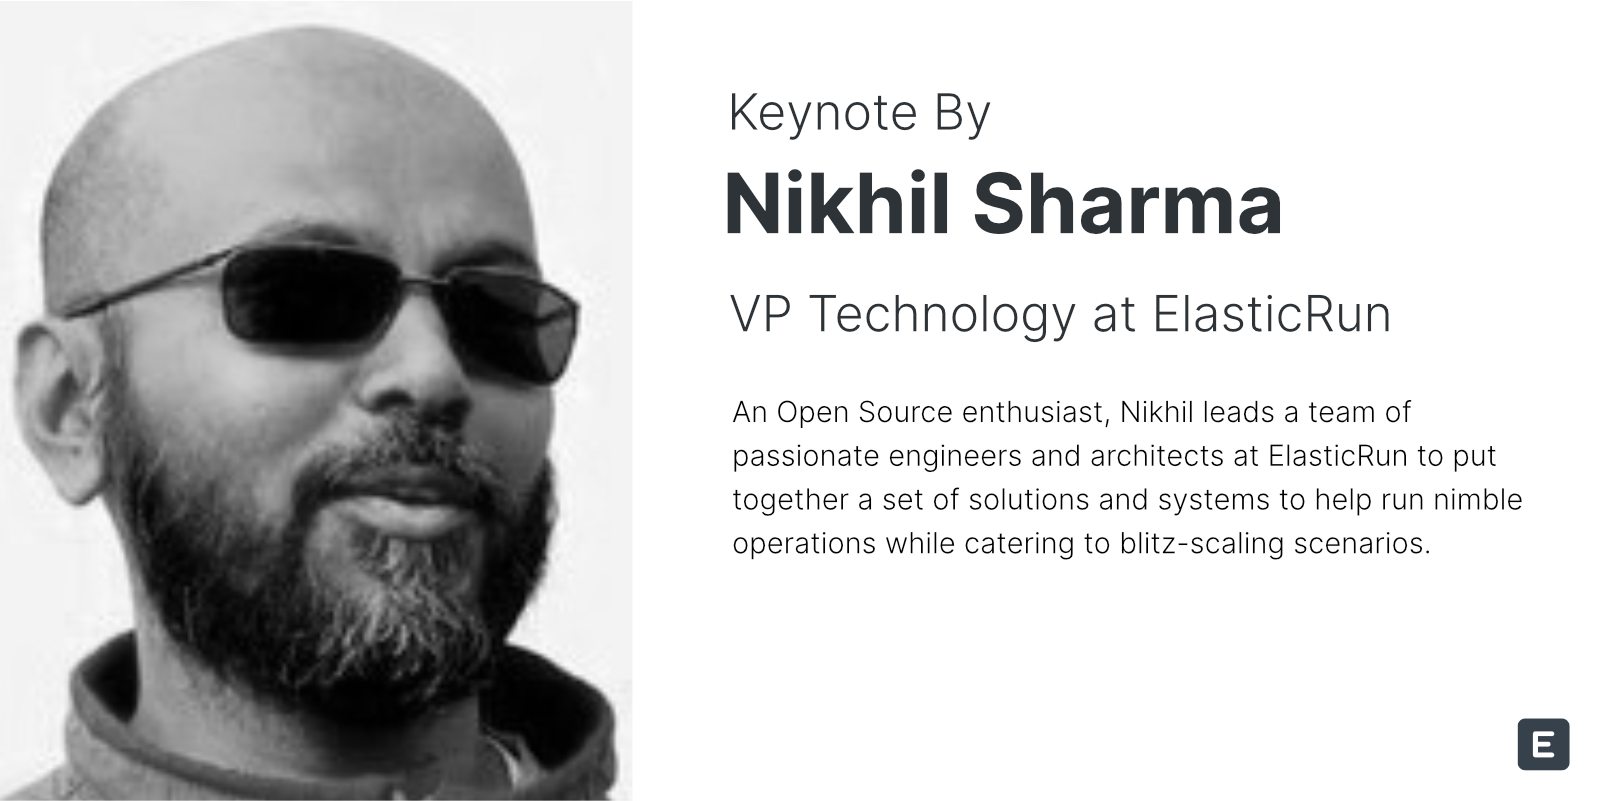 Keynote By
Nikhil Sharma
VP Technology at ElasticRun
An Open Source enthusiast, Nikhil leads a team of
passionate engineers and architects at ElasticRun to put
together a set of solutions and systems to help run nimble
operations while catering to blitz-scaling scenarios.
E